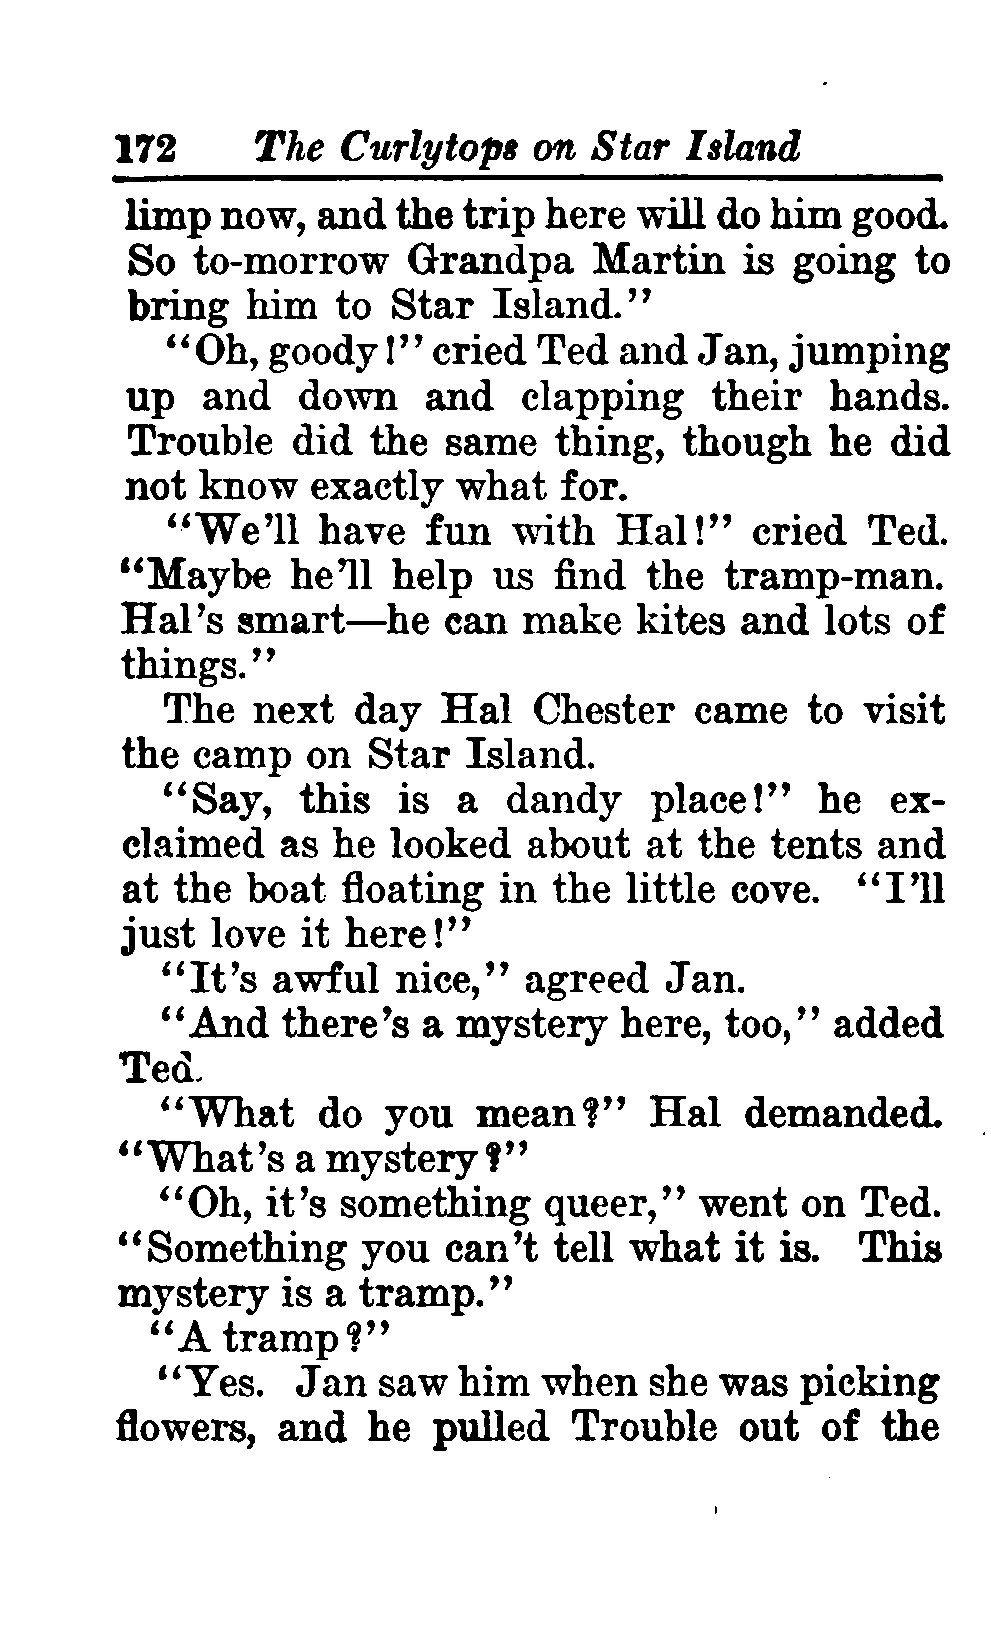 172 The Curlytops on Star Island
limp now, and the trip here will do him good.
So to-morrow Grandpa Martin is going to
bring him to Star Island."
"Oh, goody!" cried Ted and Jan, jumping
up and down and clapping their hands.
Trouble did the same thing, though he did
not know exactly what for.
"We'll have fun with Hal!" cried Ted.
"Maybe he'll help us find the tramp-man.
Hal's smart—he can make kites and lots of
things."
The next day Hal Chester came to visit
the camp on Star Island.
"Say, this is a dandy place!" he ex-
claimed as he looked about at the tents and
at the boat floating in the little cove. "I'll
just love it here!"
"It's awful nice," agreed Jan.
"And there's a mystery here, too," added
Ted.
"What do you mean?" Hal demanded.
"What's a mystery?"
"Oh, it's something queer," went on Ted.
"Something you can't tell what it is. This
mystery is a tramp."
"A tramp?"
"Yes. Jan saw him when she was picking
flowers, and he pulled Trouble out of the